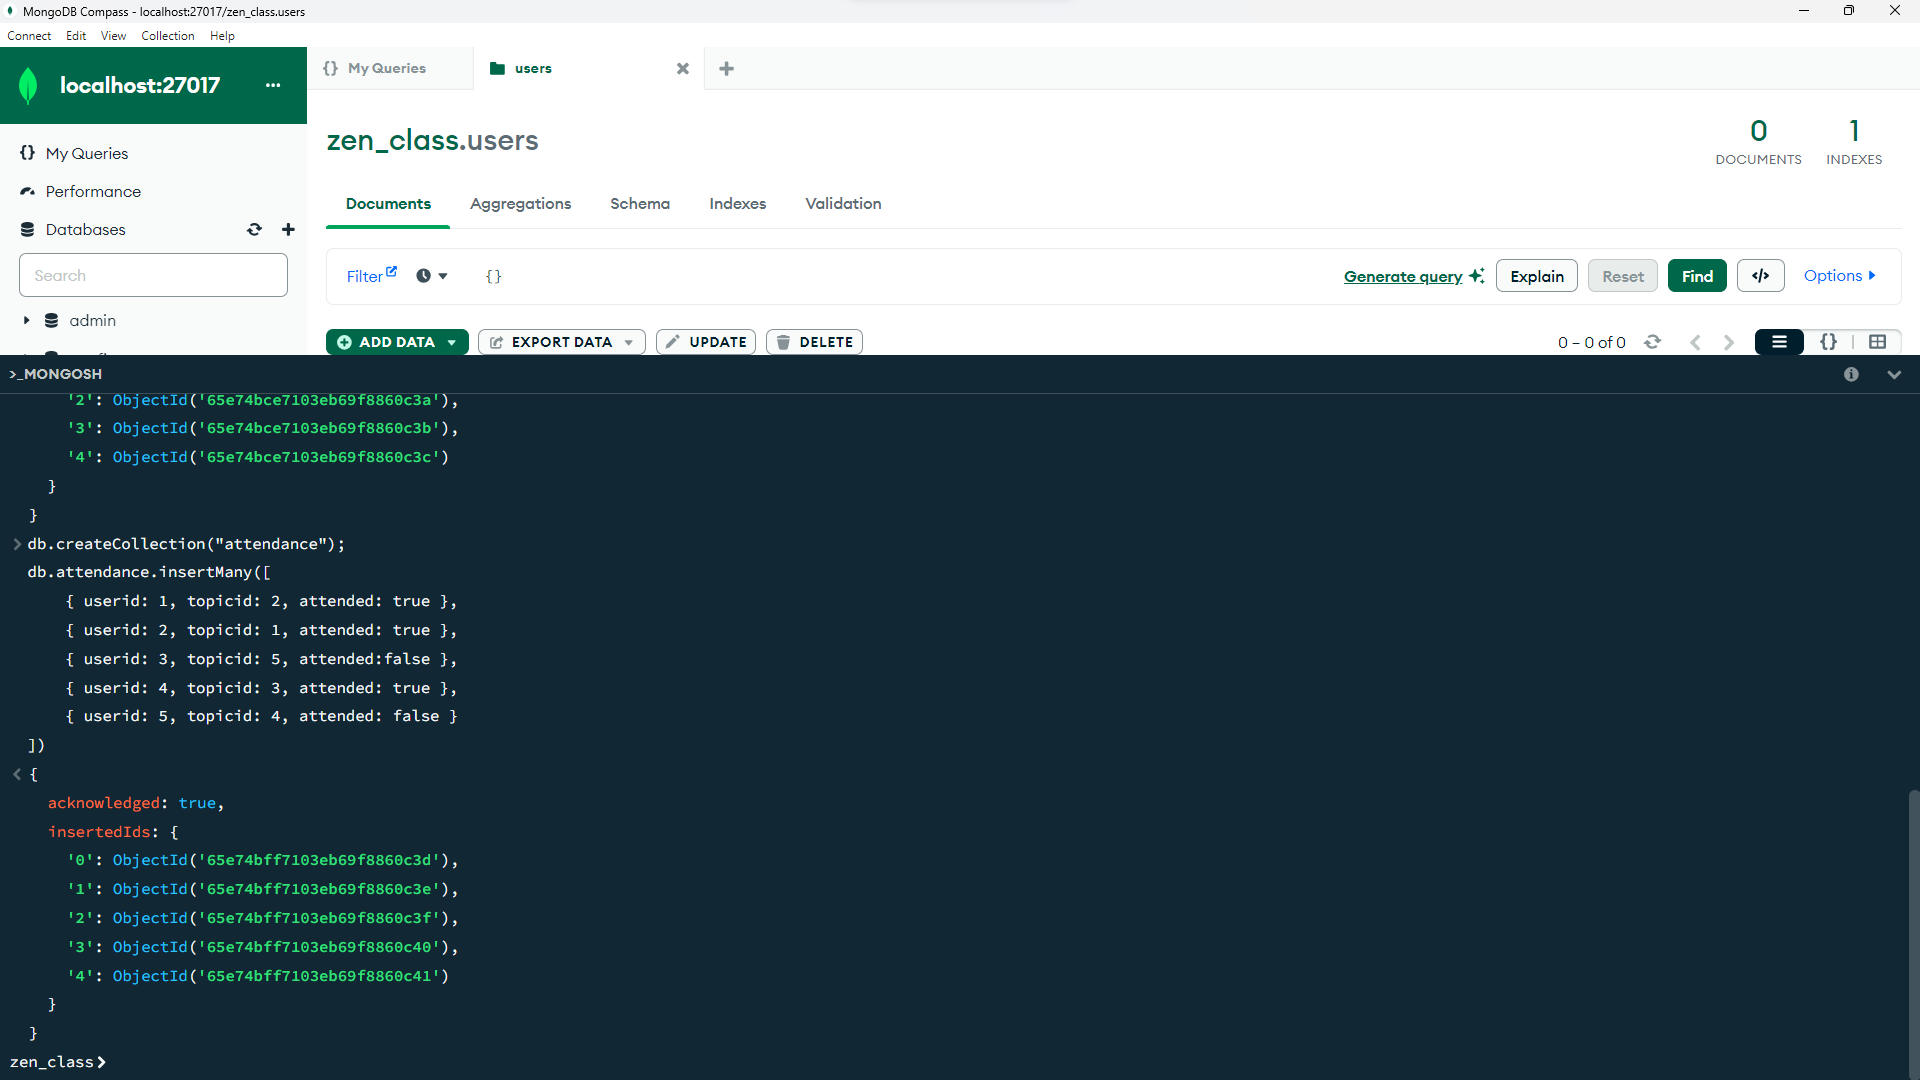 MongoDB Compass - localhost:27017/zen_class.users
Connect Edit View Collection Help
localhost:27017 ...
{} My Queries
users
My Queries
Performance
Databases
Search
admin
zen_class.users
0
DOCUMENTS
1
INDEXES
Documents Aggregations Schema Indexes Validation
Filter {} Generate query Explain Reset Find </> Options
ADD DATA EXPORT DATA UPDATE DELETE 0 – 0 of 0 {}
>_MONGOSH
'2': ObjectId('65e74bce7103eb69f8860c3a'),
'3': ObjectId('65e74bce7103eb69f8860c3b'),
'4': ObjectId('65e74bce7103eb69f8860c3c')
}
}
> db.createCollection("attendance");
db.attendance.insertMany([
{ userid: 1, topicid: 2, attended: true },
{ userid: 2, topicid: 1, attended: true },
{ userid: 3, topicid: 5, attended:false },
{ userid: 4, topicid: 3, attended: true },
{ userid: 5, topicid: 4, attended: false }
])
< {
acknowledged: true,
insertedIds: {
'0': ObjectId('65e74bff7103eb69f8860c3d'),
'1': ObjectId('65e74bff7103eb69f8860c3e'),
'2': ObjectId('65e74bff7103eb69f8860c3f'),
'3': ObjectId('65e74bff7103eb69f8860c40'),
'4': ObjectId('65e74bff7103eb69f8860c41')
}
}
zen_class>